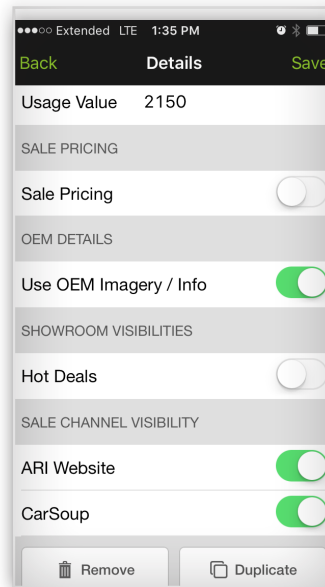 Extended LTE 1:35 PM
Back Details Save
Usage Value 2150
SALE PRICING
Sale Pricing
OEM DETAILS
Use OEM Imagery / Info
SHOWROOM VISIBILITIES
Hot Deals
SALE CHANNEL VISIBILITY
ARI Website
CarSoup
Remove Duplicate